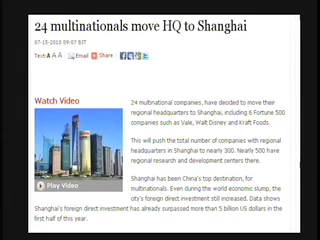 24 multinationals move HQ to Shanghai
07-15-2010 09:07 BJT
Text: A A A Email Share
Watch Video
24 multinational companies, have decided to move their
regional headquarters to Shanghai, including 6 Fortune 500
companies such as Vale, Walt Disney and Kraft Foods.
This will push the total number of companies with regional
headquarters in Shanghai to nearly 300. Nearly 500 have
regional research and development centers there.
Play Video
Shanghai has been China's top destination, for
multinationals. Even during the world economic slump, the
city's foreign direct investment still increased. Data shows
Shanghai's foreign direct investment has already surpassed more than 5 billion US dollars in the
first half of this year.